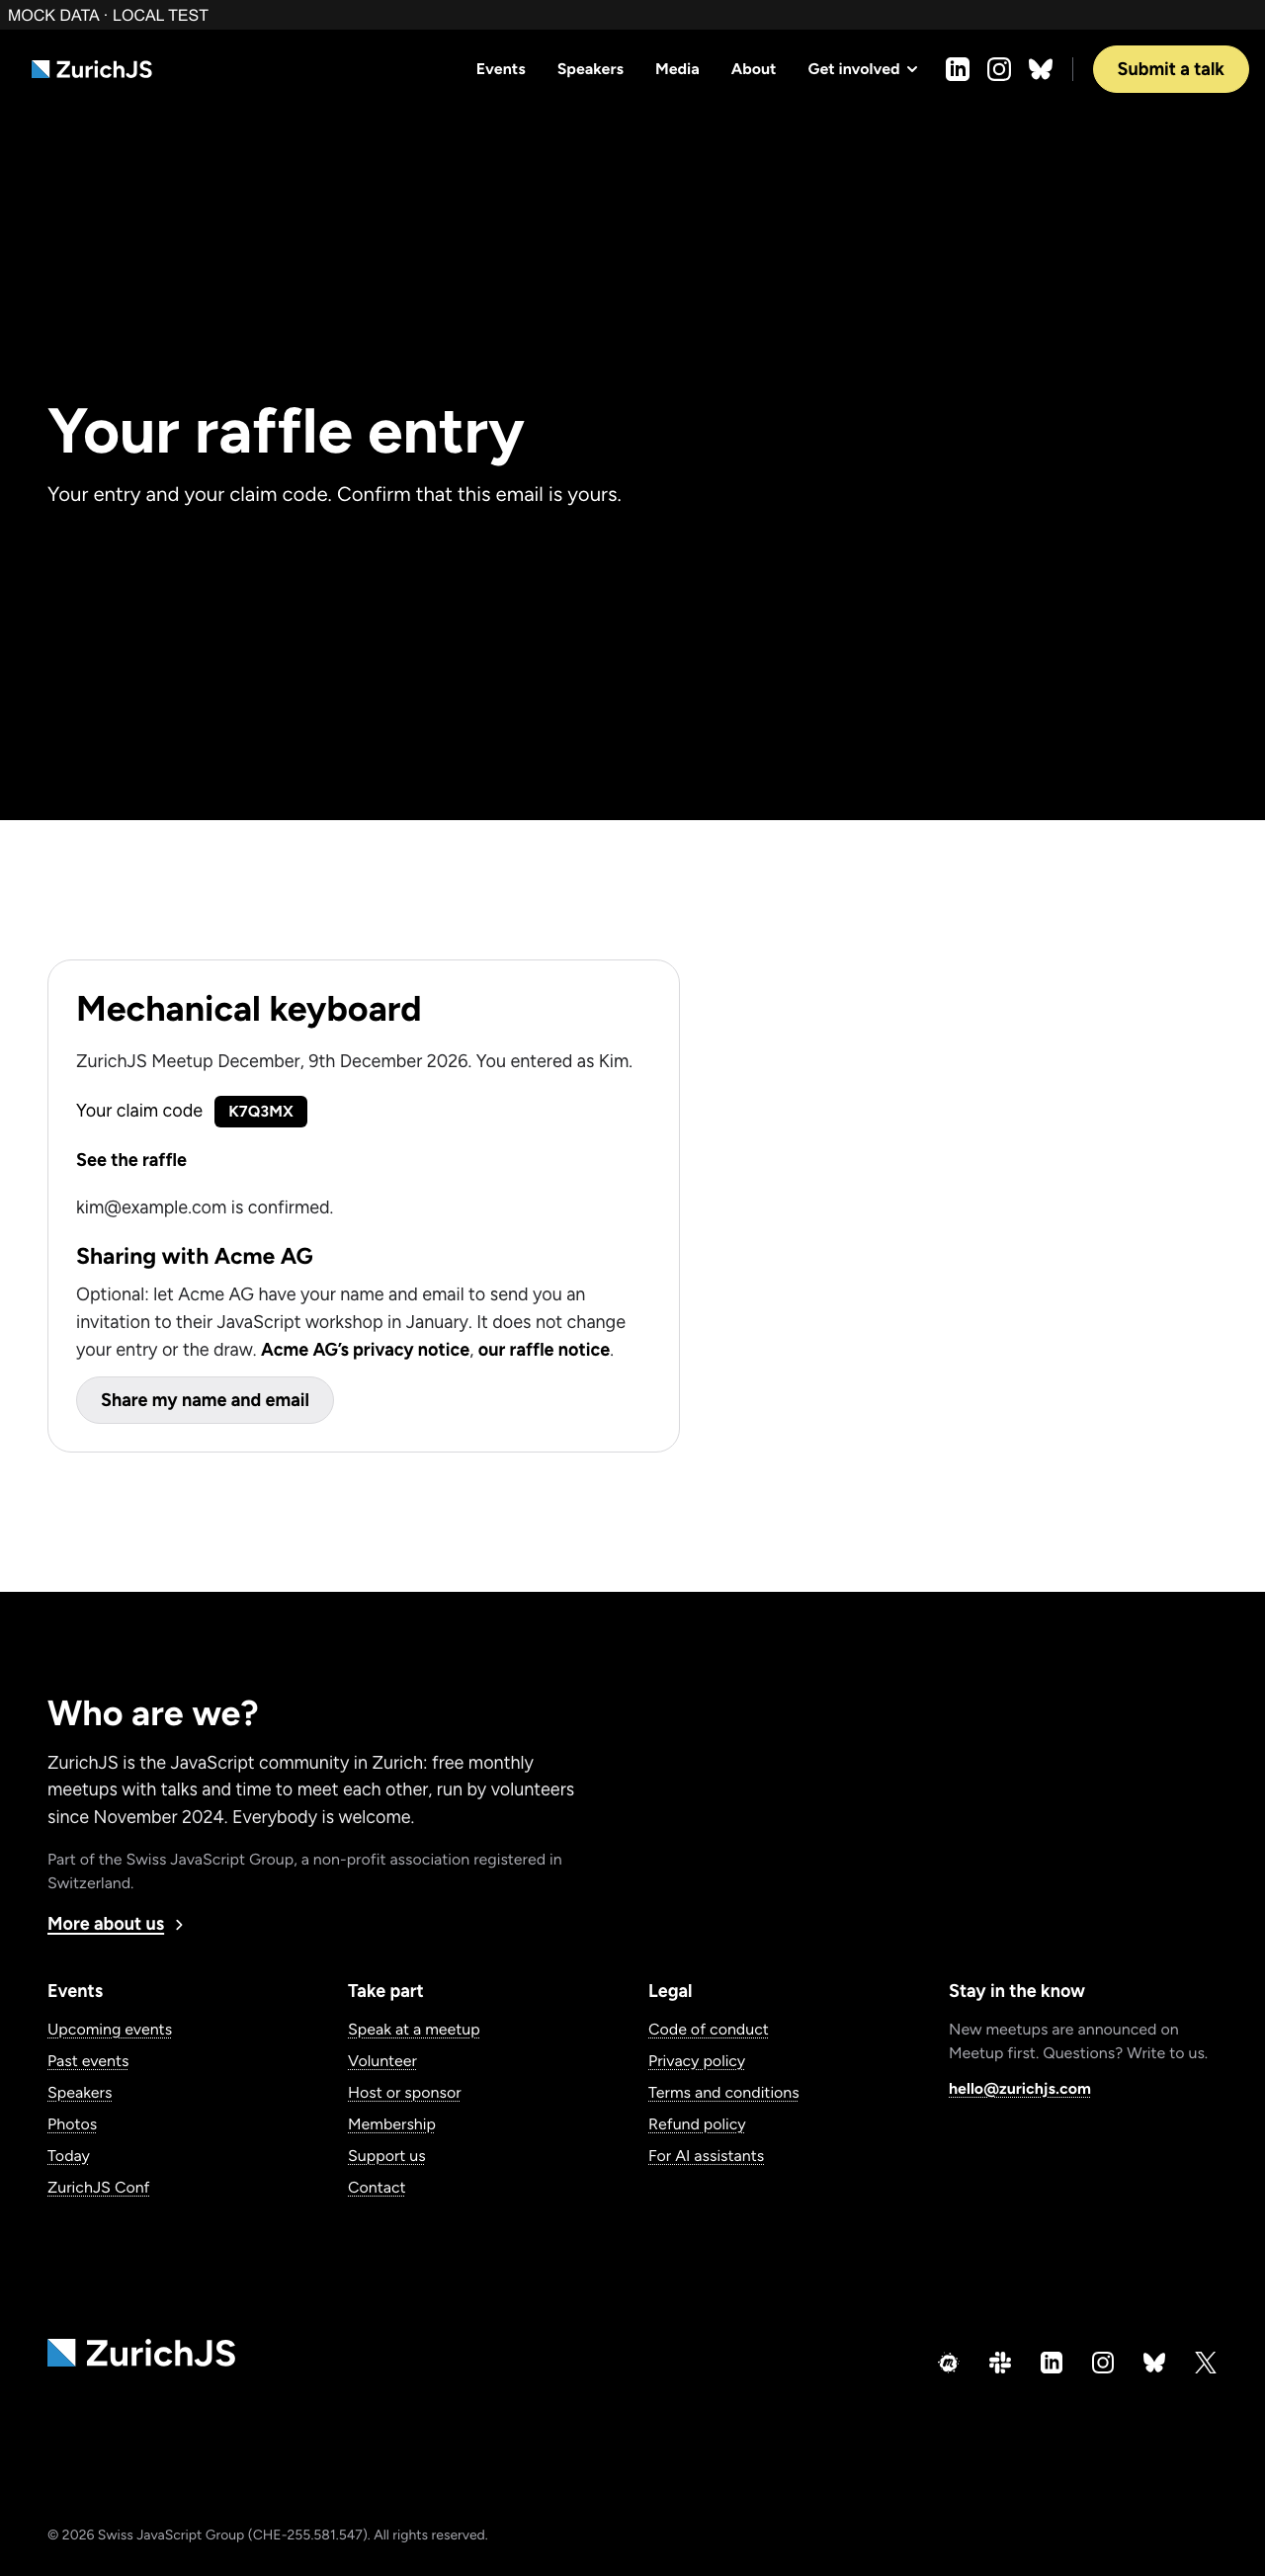 MOCK DATA · LOCAL TEST
ZurichJS
Events
Speakers
Media
About
Get involved
Submit a talk
Your raffle entry
Your entry and your claim code. Confirm that this email is yours.
Mechanical keyboard
ZurichJS Meetup December, 9th December 2026. You entered as Kim.
Your claim code K7Q3MX
See the raffle
kim@example.com is confirmed.
Sharing with Acme AG
Optional: let Acme AG have your name and email to send you an
invitation to their JavaScript workshop in January. It does not change
your entry or the draw. Acme AG’s privacy notice, our raffle notice.
Share my name and email
Who are we?
ZurichJS is the JavaScript community in Zurich: free monthly
meetups with talks and time to meet each other, run by volunteers
since November 2024. Everybody is welcome.
Part of the Swiss JavaScript Group, a non-profit association registered in
Switzerland.
More about us
Events
Upcoming events
Past events
Speakers
Photos
Today
ZurichJS Conf
Take part
Speak at a meetup
Volunteer
Host or sponsor
Membership
Support us
Contact
Legal
Code of conduct
Privacy policy
Terms and conditions
Refund policy
For AI assistants
Stay in the know
New meetups are announced on
Meetup first. Questions? Write to us.
hello@zurichjs.com
ZurichJS
© 2026 Swiss JavaScript Group (CHE-255.581.547). All rights reserved.